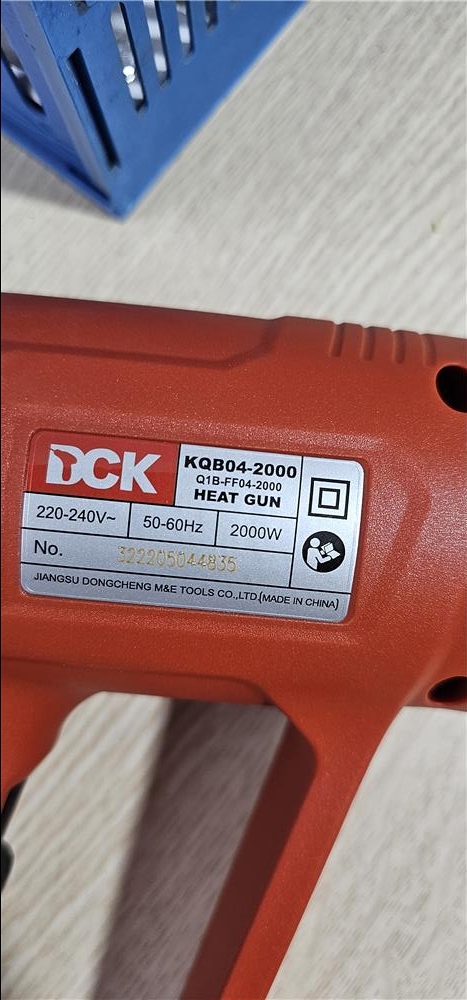 DCK
KQB04-2000
Q1B-FF04-2000
HEAT GUN
220-240V~ 50-60Hz 2000W
No. 322205044835
JIANGSU DONGCHENG M&E TOOLS CO.,LTD.(MADE IN CHINA)